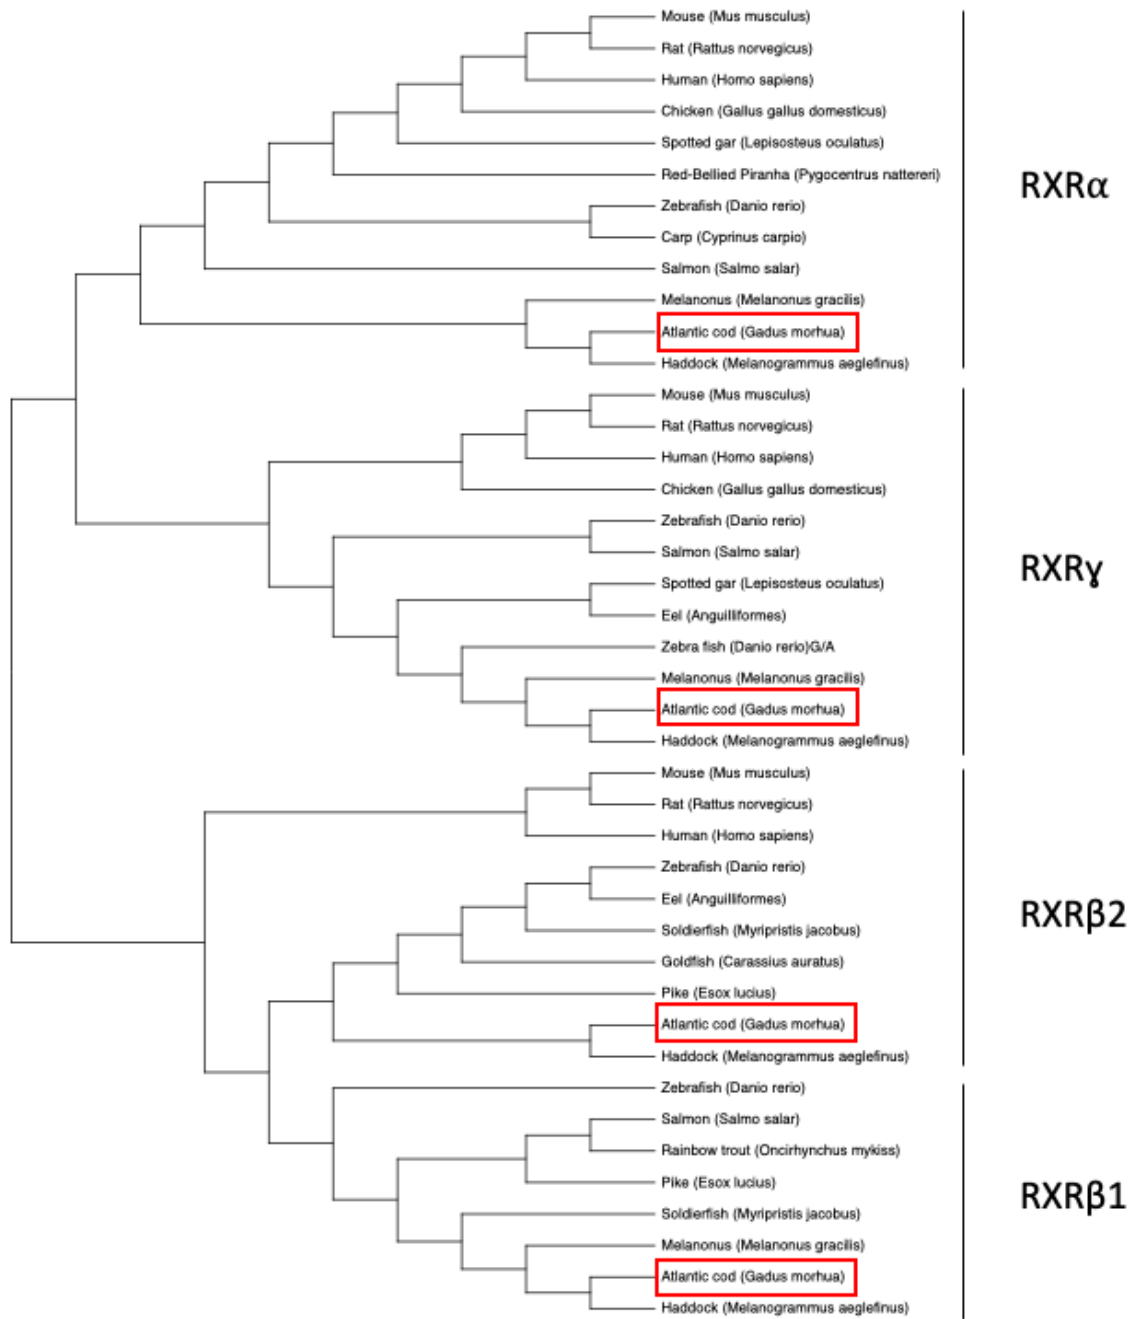 Mouse (Mus musculus)
Rat (Rattus norvegicus)
Human (Homo sapiens)
Chicken (Gallus gallus domesticus)
Spotted gar (Lepisosteus oculatus)
Red-Bellied Piranha (Pygocentrus nattereri)
Zebrafish (Danio rerio)
Carp (Cyprinus carpio)
Salmon (Salmo salar)
Melanonus (Melanonus gracilis)
Atlantic cod (Gadus morhua)
Haddock (Melanogrammus aeglefinus)
RXRα
Mouse (Mus musculus)
Rat (Rattus norvegicus)
Human (Homo sapiens)
Chicken (Gallus gallus domesticus)
Zebrafish (Danio rerio)
Salmon (Salmo salar)
Spotted gar (Lepisosteus oculatus)
Eel (Anguilliformes)
Zebra fish (Danio rerio)G/A
Melanonus (Melanonus gracilis)
Atlantic cod (Gadus morhua)
Haddock (Melanogrammus aeglefinus)
RXRɣ
Mouse (Mus musculus)
Rat (Rattus norvegicus)
Human (Homo sapiens)
Zebrafish (Danio rerio)
Eel (Anguilliformes)
Soldierfish (Myripristis jacobus)
Goldfish (Carassius auratus)
Pike (Esox lucius)
Atlantic cod (Gadus morhua)
Haddock (Melanogrammus aeglefinus)
RXRβ2
Zebrafish (Danio rerio)
Salmon (Salmo salar)
Rainbow trout (Oncirhynchus mykiss)
Pike (Esox lucius)
Soldierfish (Myripristis jacobus)
Melanonus (Melanonus gracilis)
Atlantic cod (Gadus morhua)
Haddock (Melanogrammus aeglefinus)
RXRβ1